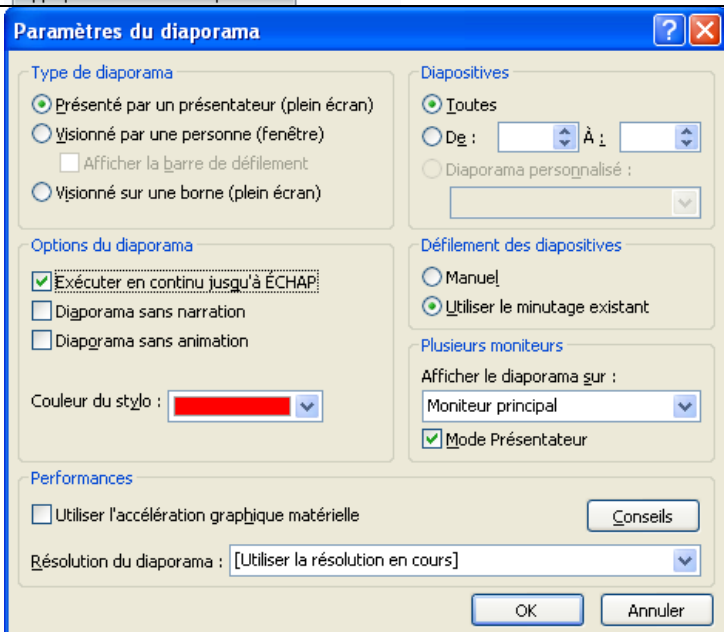 Paramètres du diaporama
Type de diaporama
Présenté par un présentateur (plein écran)
Visionné par une personne (fenêtre)
Afficher la barre de défilement
Visionné sur une borne (plein écran)
Diapositives
Toutes
De :
À :
Diaporama personnalisé :
Options du diaporama
Exécuter en continu jusqu'à ÉCHAP
Diaporama sans narration
Diaporama sans animation
Couleur du stylo :
Défilement des diapositives
Manuel
Utiliser le minutage existant
Plusieurs moniteurs
Afficher le diaporama sur :
Moniteur principal
Mode Présentateur
Performances
Utiliser l'accélération graphique matérielle
Conseils
Résolution du diaporama :
[Utiliser la résolution en cours]
OK
Annuler